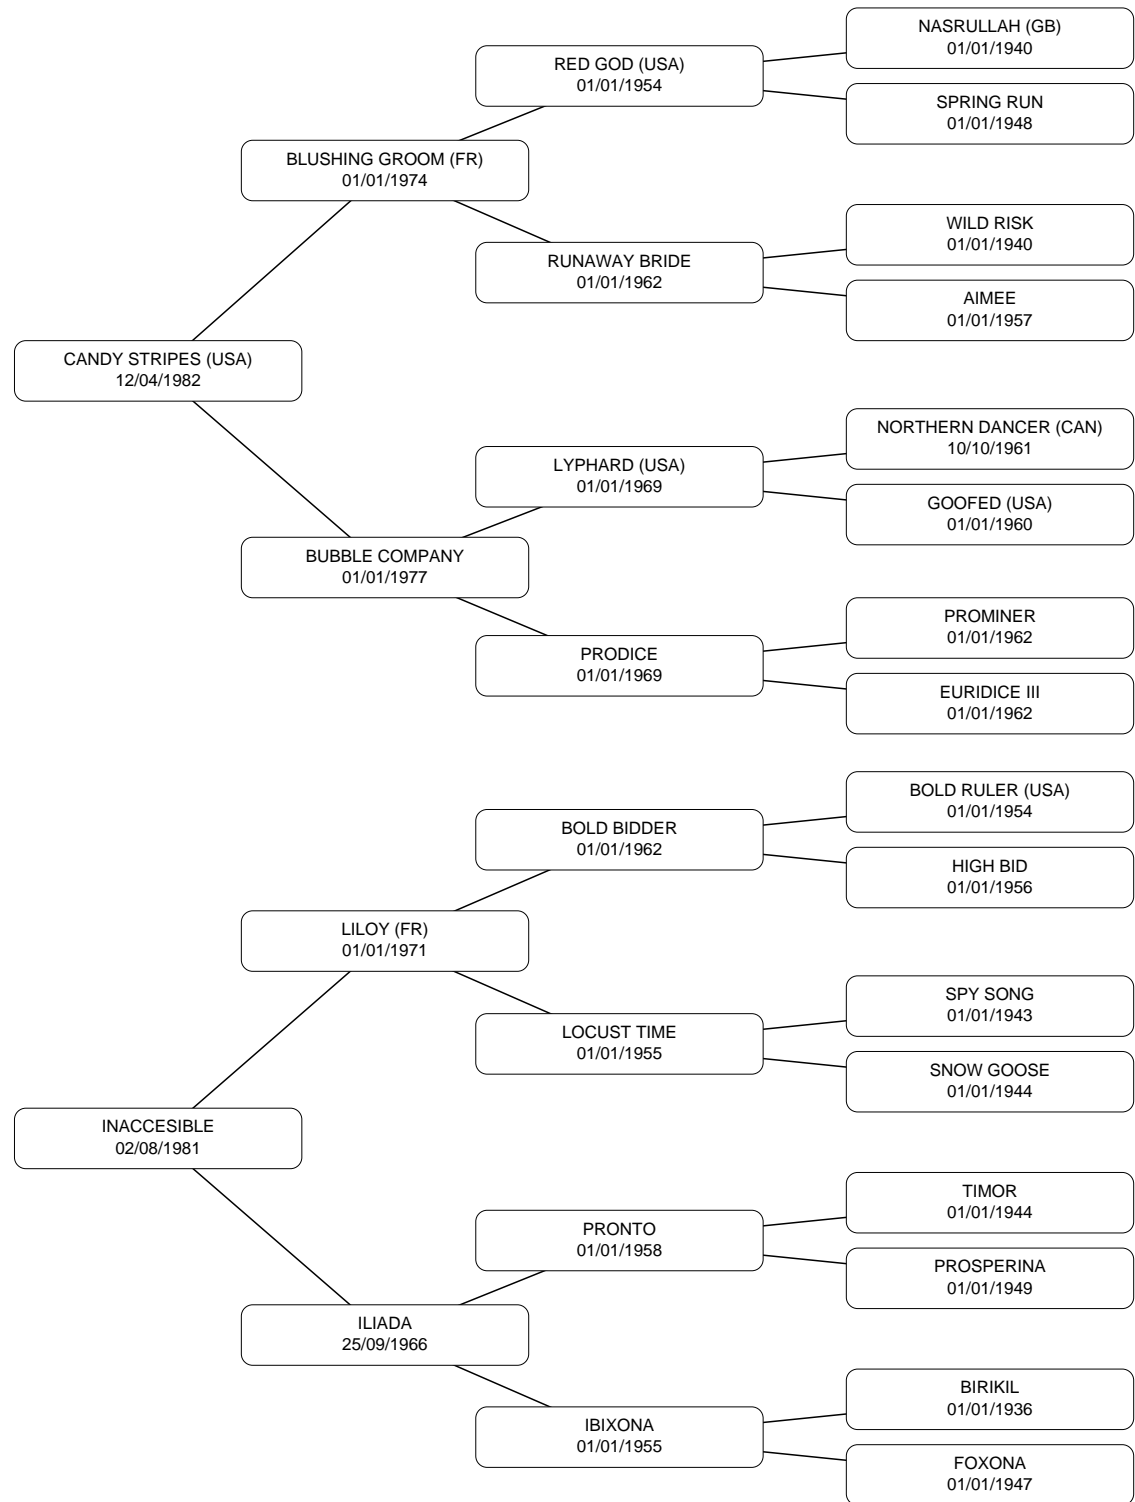 NASRULLAH (GB)
01/01/1940
RED GOD (USA)
01/01/1954
SPRING RUN
01/01/1948
BLUSHING GROOM (FR)
01/01/1974
WILD RISK
01/01/1940
RUNAWAY BRIDE
01/01/1962
AIMEE
01/01/1957
CANDY STRIPES (USA)
12/04/1982
NORTHERN DANCER (CAN)
10/10/1961
LYPHARD (USA)
01/01/1969
GOOFED (USA)
01/01/1960
BUBBLE COMPANY
01/01/1977
PROMINER
01/01/1962
PRODICE
01/01/1969
EURIDICE III
01/01/1962
BOLD RULER (USA)
01/01/1954
BOLD BIDDER
01/01/1962
HIGH BID
01/01/1956
LILOY (FR)
01/01/1971
SPY SONG
01/01/1943
LOCUST TIME
01/01/1955
SNOW GOOSE
01/01/1944
INACCESIBLE
02/08/1981
TIMOR
01/01/1944
PRONTO
01/01/1958
PROSPERINA
01/01/1949
ILIADA
25/09/1966
BIRIKIL
01/01/1936
IBIXONA
01/01/1955
FOXONA
01/01/1947